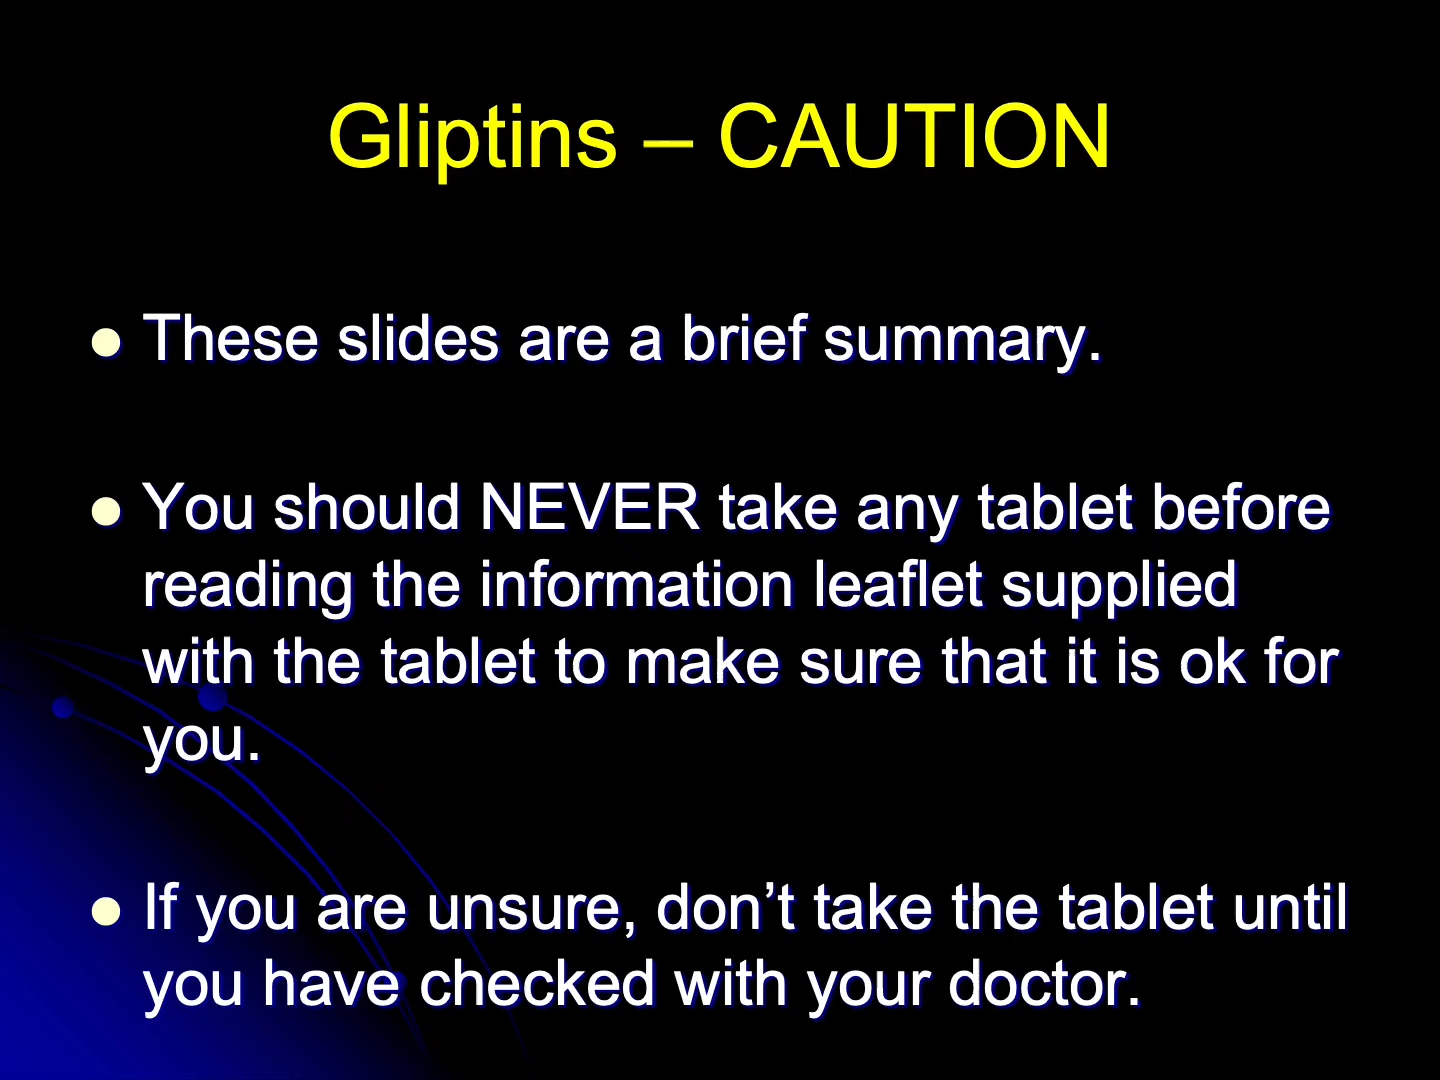 Gliptins – CAUTION
These slides are a brief summary.
You should NEVER take any tablet before
reading the information leaflet supplied
with the tablet to make sure that it is ok for
you.
If you are unsure, don’t take the tablet until
you have checked with your doctor.